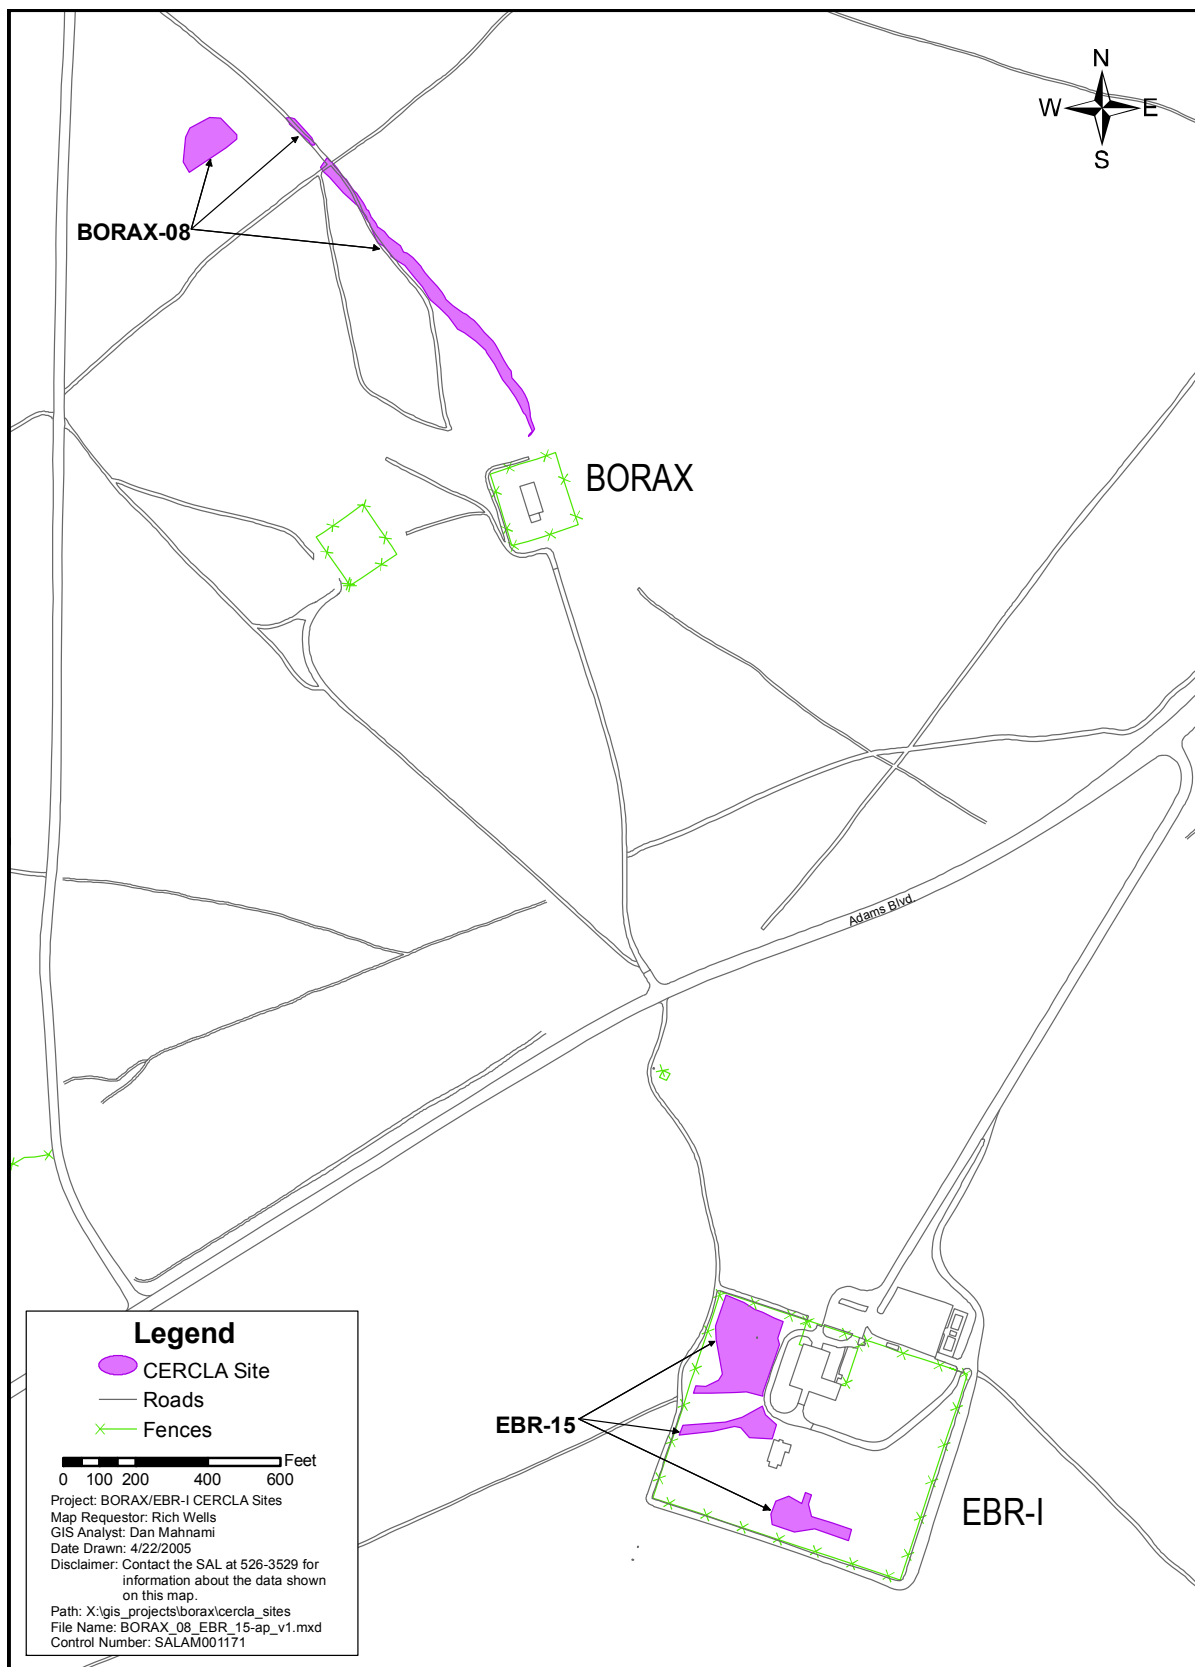 N
W E
S
BORAX-08
BORAX
Adams Blvd.
EBR-15
EBR-I
Legend
CERCLA Site
Roads
Fences
Feet
0 100 200 400 600
Project: BORAX/EBR-I CERCLA Sites
Map Requestor: Rich Wells
GIS Analyst: Dan Mahnami
Date Drawn: 4/22/2005
Disclaimer: Contact the SAL at 526-3529 for
information about the data shown
on this map.
Path: X:\gis_projects\borax\cercla_sites
File Name: BORAX_08_EBR_15-ap_v1.mxd
Control Number: SALAM001171